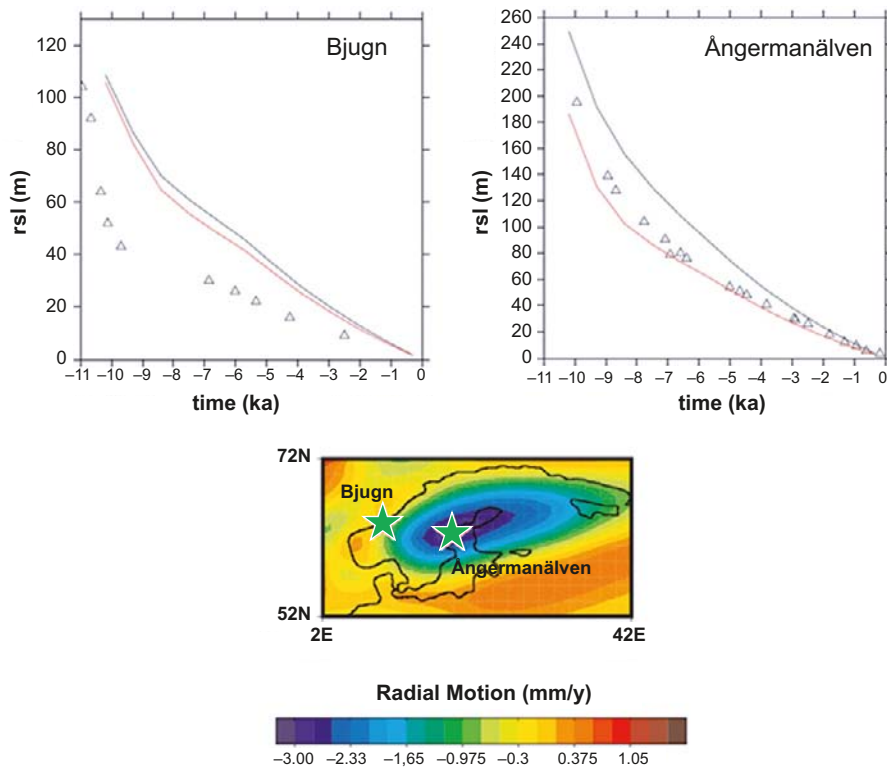 Bjugn
rsl (m)
120
100
80
60
40
20
0
–11 –10 –9 –8 –7 –6 –5 –4 –3 –2 –1 0
time (ka)
Ångermanälven
rsl (m)
260
240
220
200
180
160
140
120
100
80
60
40
20
0
–11 –10 –9 –8 –7 –6 –5 –4 –3 –2 –1 0
time (ka)
72N
Bjugn
Ångermanälven
52N
2E 42E
Radial Motion (mm/y)
–3.00 –2.33 –1,65 –0.975 –0.3 0.375 1.05